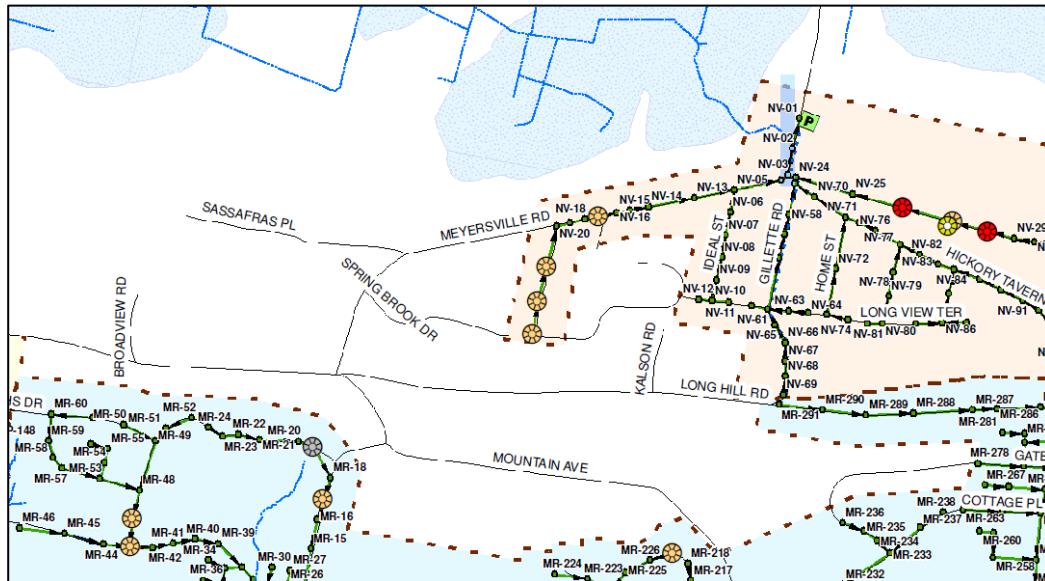 NV-01
P
NV-02
NV-03
NV-24
NV-05
NV-70
NV-25
NV-13
NV-14
NV-15
NV-16
NV-18
NV-20
NV-06
NV-07
NV-08
NV-09
NV-10
NV-11
NV-12
NV-58
NV-71
NV-76
NV-77
NV-82
NV-83
NV-84
NV-29
NV-72
NV-78
NV-79
NV-91
NV-61
NV-63
NV-64
NV-74
NV-81
NV-80
NV-86
NV-65
NV-66
NV-67
NV-68
NV-69
SASSAFRAS PL
MEYERSVILLE RD
SPRING BROOK DR
BROADVIEW RD
IDEAL ST
GILLETTE RD
HOME ST
HICKORY TAVERN
LONG VIEW TER
KALSON RD
LONG HILL RD
MOUNTAIN AVE
HS DR
-148
MR-60
MR-59
MR-58
MR-57
MR-50
MR-51
MR-55
MR-54
MR-53
MR-52
MR-49
MR-48
MR-24
MR-22
MR-23
MR-20
MR-21
MR-18
MR-16
MR-15
MR-27
MR-26
MR-30
MR-46
MR-45
MR-44
MR-42
MR-41
MR-40
MR-39
MR-34
MR-36
MR-291
MR-290
MR-289
MR-288
MR-287
MR-286
MR-281
MR-278
GATE
MR-267
COTTAGE PL
MR-263
MR-260
MR-258
MR-238
MR-237
MR-236
MR-235
MR-234
MR-233
MR-232
MR-226
MR-225
MR-224
MR-223
MR-218
MR-217